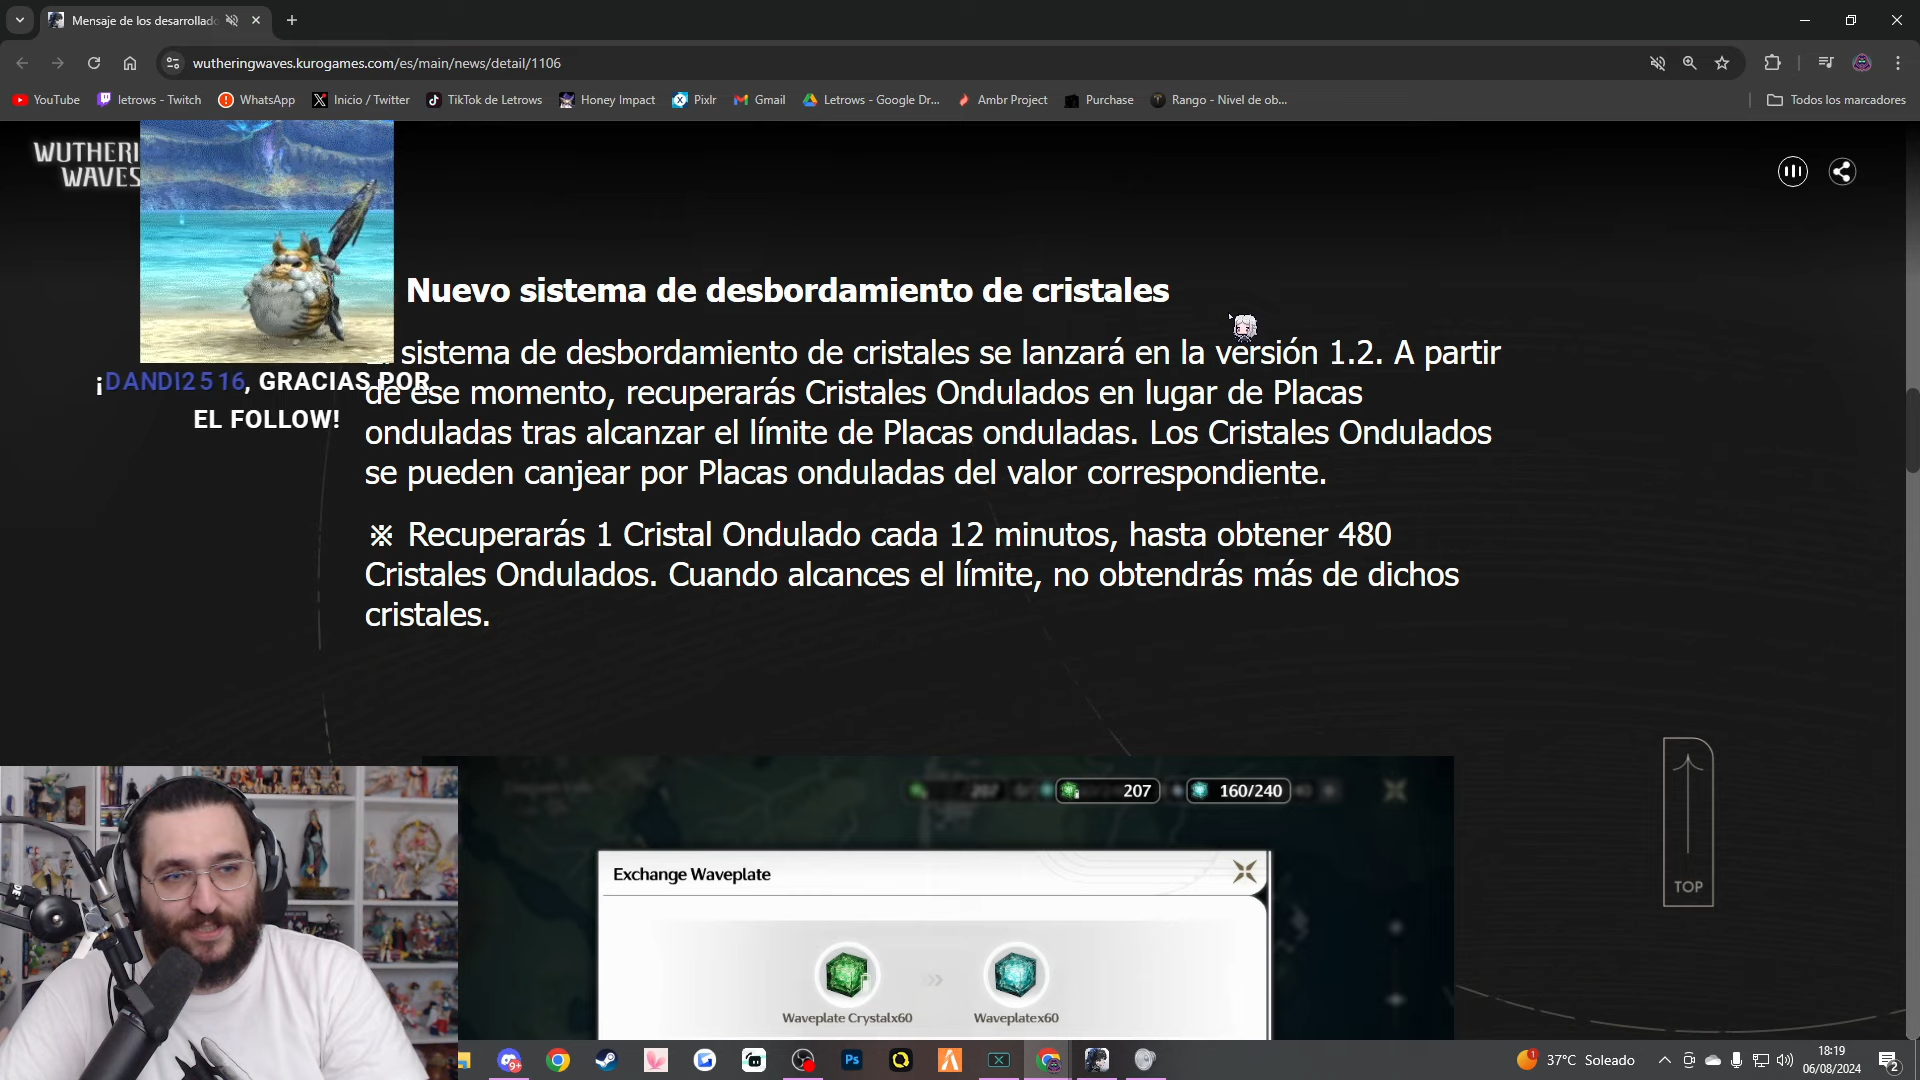 Mensaje de los desarrollado
wutheringwaves.kurogames.com/es/main/news/detail/1106
YouTube
letrows - Twitch
WhatsApp
Inicio / Twitter
TikTok de Letrows
Honey Impact
Pixlr
Gmail
Letrows - Google Dr...
Ambr Project
Purchase
Rango - Nivel de ob...
Todos los marcadores
WUTHERI
WAVES
Nuevo sistema de desbordamiento de cristales
sistema de desbordamiento de cristales se lanzará en la versión 1.2. A partir
de ese momento, recuperarás Cristales Ondulados en lugar de Placas
onduladas tras alcanzar el límite de Placas onduladas. Los Cristales Ondulados
se pueden canjear por Placas onduladas del valor correspondiente.
¡DANDI2516, GRACIAS POR
EL FOLLOW!
※ Recuperarás 1 Cristal Ondulado cada 12 minutos, hasta obtener 480
Cristales Ondulados. Cuando alcances el límite, no obtendrás más de dichos
cristales.
207
207
160/240
Exchange Waveplate
Waveplate Crystalx60
Waveplatex60
TOP
9+
Ps
1
37°C Soleado
18:19
06/08/2024
2